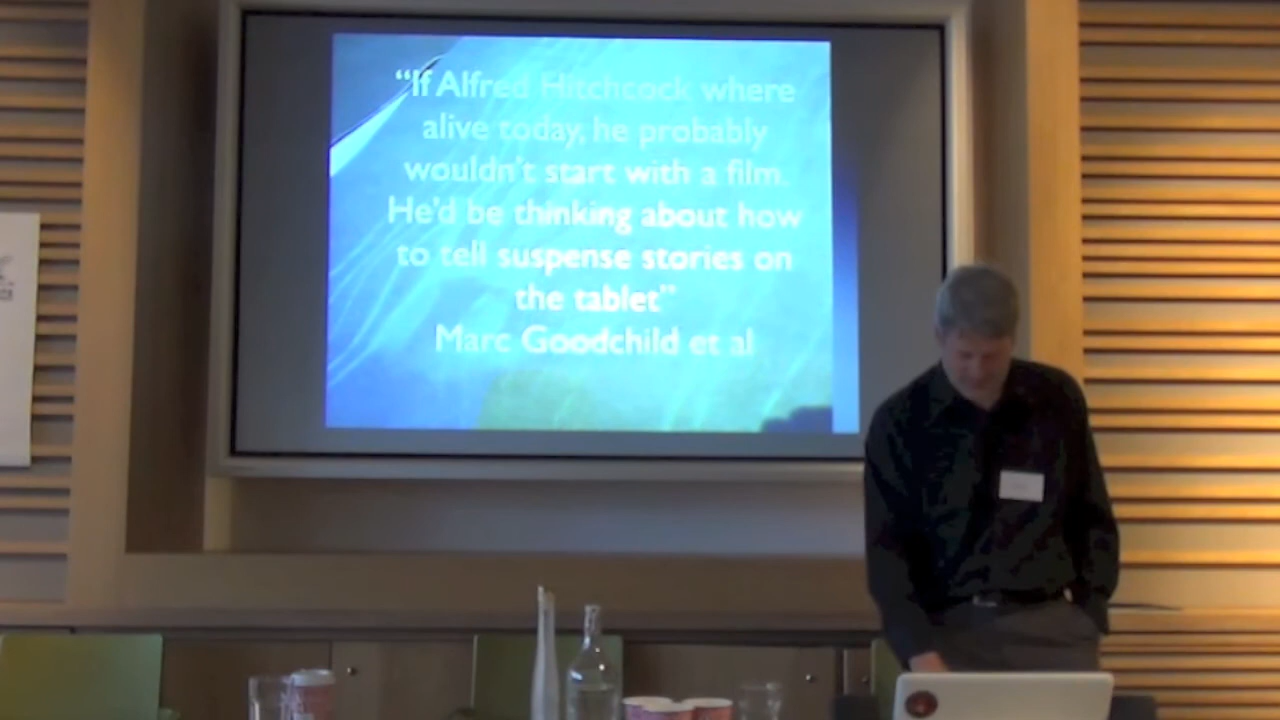 “If Alfred Hitchcock where
alive today, he probably
wouldn’t start with a film.
He’d be thinking about how
to tell suspense stories on
the tablet”
Marc Goodchild et al